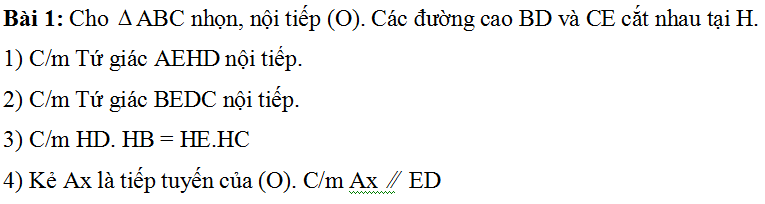 Bài 1: Cho Δ ABC nhọn, nội tiếp (O). Các đường cao BD và CE cắt nhau tại H.
1) C/m Tứ giác AEHD nội tiếp.
2) C/m Tứ giác BEDC nội tiếp.
3) C/m HD. HB = HE.HC
4) Kẻ Ax là tiếp tuyến của (O). C/m Ax // ED